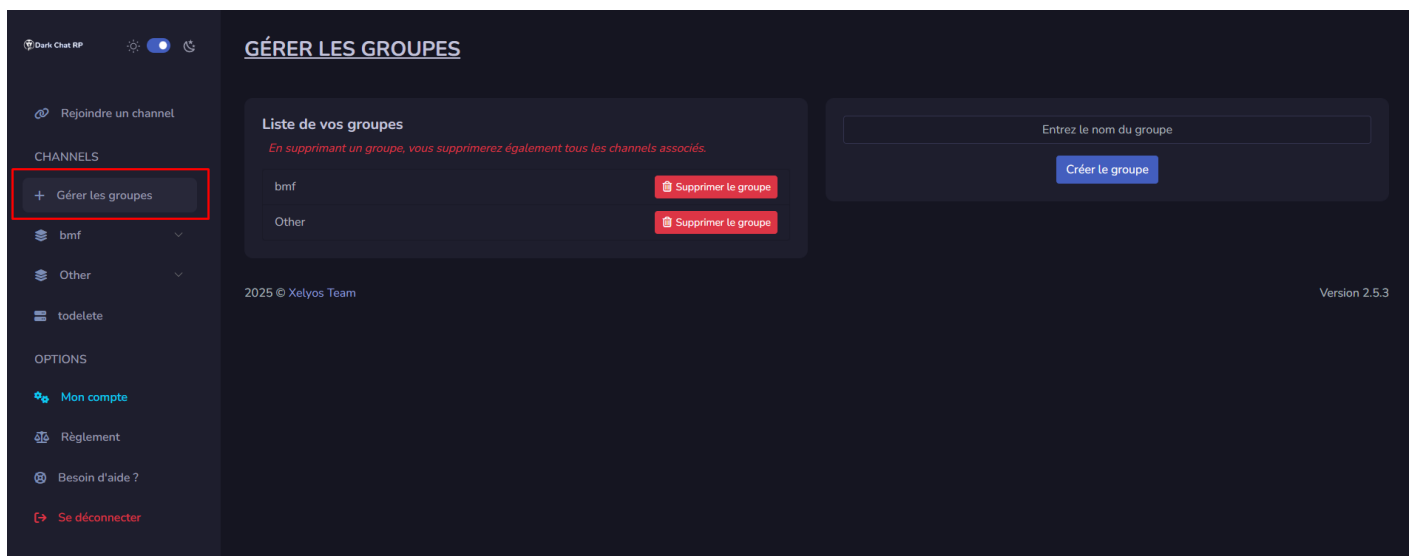 Dark Chat RP
Rejoindre un channel
CHANNELS
Gérer les groupes
bmf
Other
todelete
OPTIONS
Mon compte
Règlement
Besoin d'aide ?
Se déconnecter
GÉRER LES GROUPES
Liste de vos groupes
En supprimant un groupe, vous supprimerez également tous les channels associés.
bmf Supprimer le groupe
Other Supprimer le groupe
Entrez le nom du groupe
Créer le groupe
2025 © Xelyos Team
Version 2.5.3